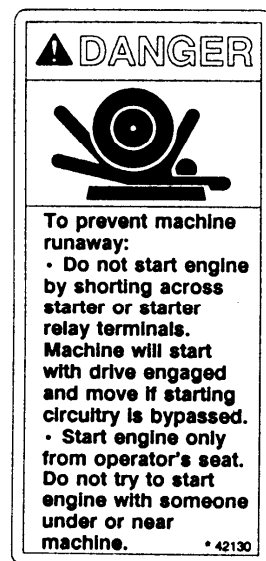 DANGER
To prevent machine
runaway:
• Do not start engine
by shorting across
starter or starter
relay terminals.
Machine will start
with drive engaged
and move if starting
circuitry is bypassed.
• Start engine only
from operator's seat.
Do not try to start
engine with someone
under or near
machine. * 42130